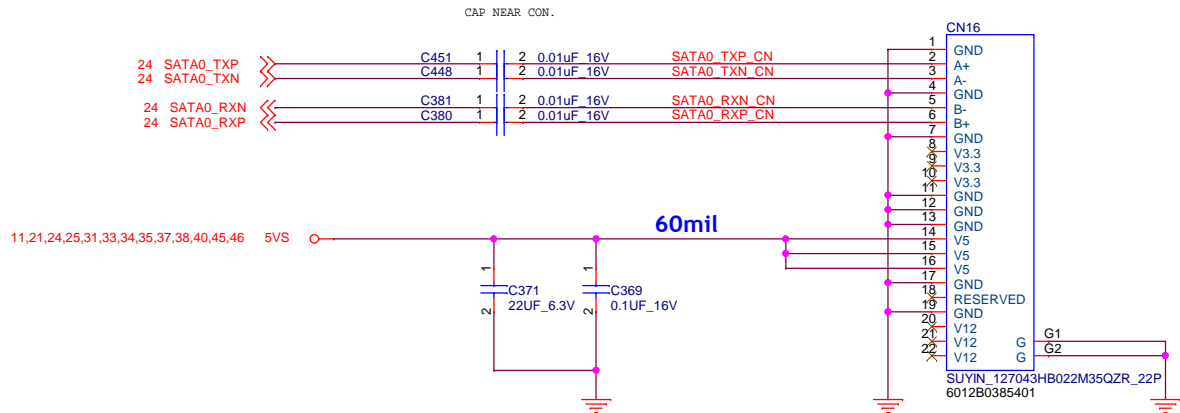 CAP NEAR CON.
CN16
24 SATA0_TXP C451 1 2 0.01uF_16V SATA0_TXP_CN 1 GND
24 SATA0_TXN C448 1 2 0.01uF_16V SATA0_TXN_CN 2 A+
3 A-
4 GND
24 SATA0_RXN C381 1 2 0.01uF_16V SATA0_RXN_CN 5 B-
24 SATA0_RXP C380 1 2 0.01uF_16V SATA0_RXP_CN 6 B+
7 GND
8 V3.3
9 V3.3
10 V3.3
11 GND
12 GND
13 GND
11,21,24,25,31,33,34,35,37,38,40,45,46 5VS 60mil 14 V5
15 V5
16 V5
1 C371 2 22UF_6.3V
1 C369 2 0.1UF_16V
17 GND
18 RESERVED
19 GND
20 V12
21 V12 G G1
22 V12 G G2
SUYIN_127043HB022M35QZR_22P
6012B0385401